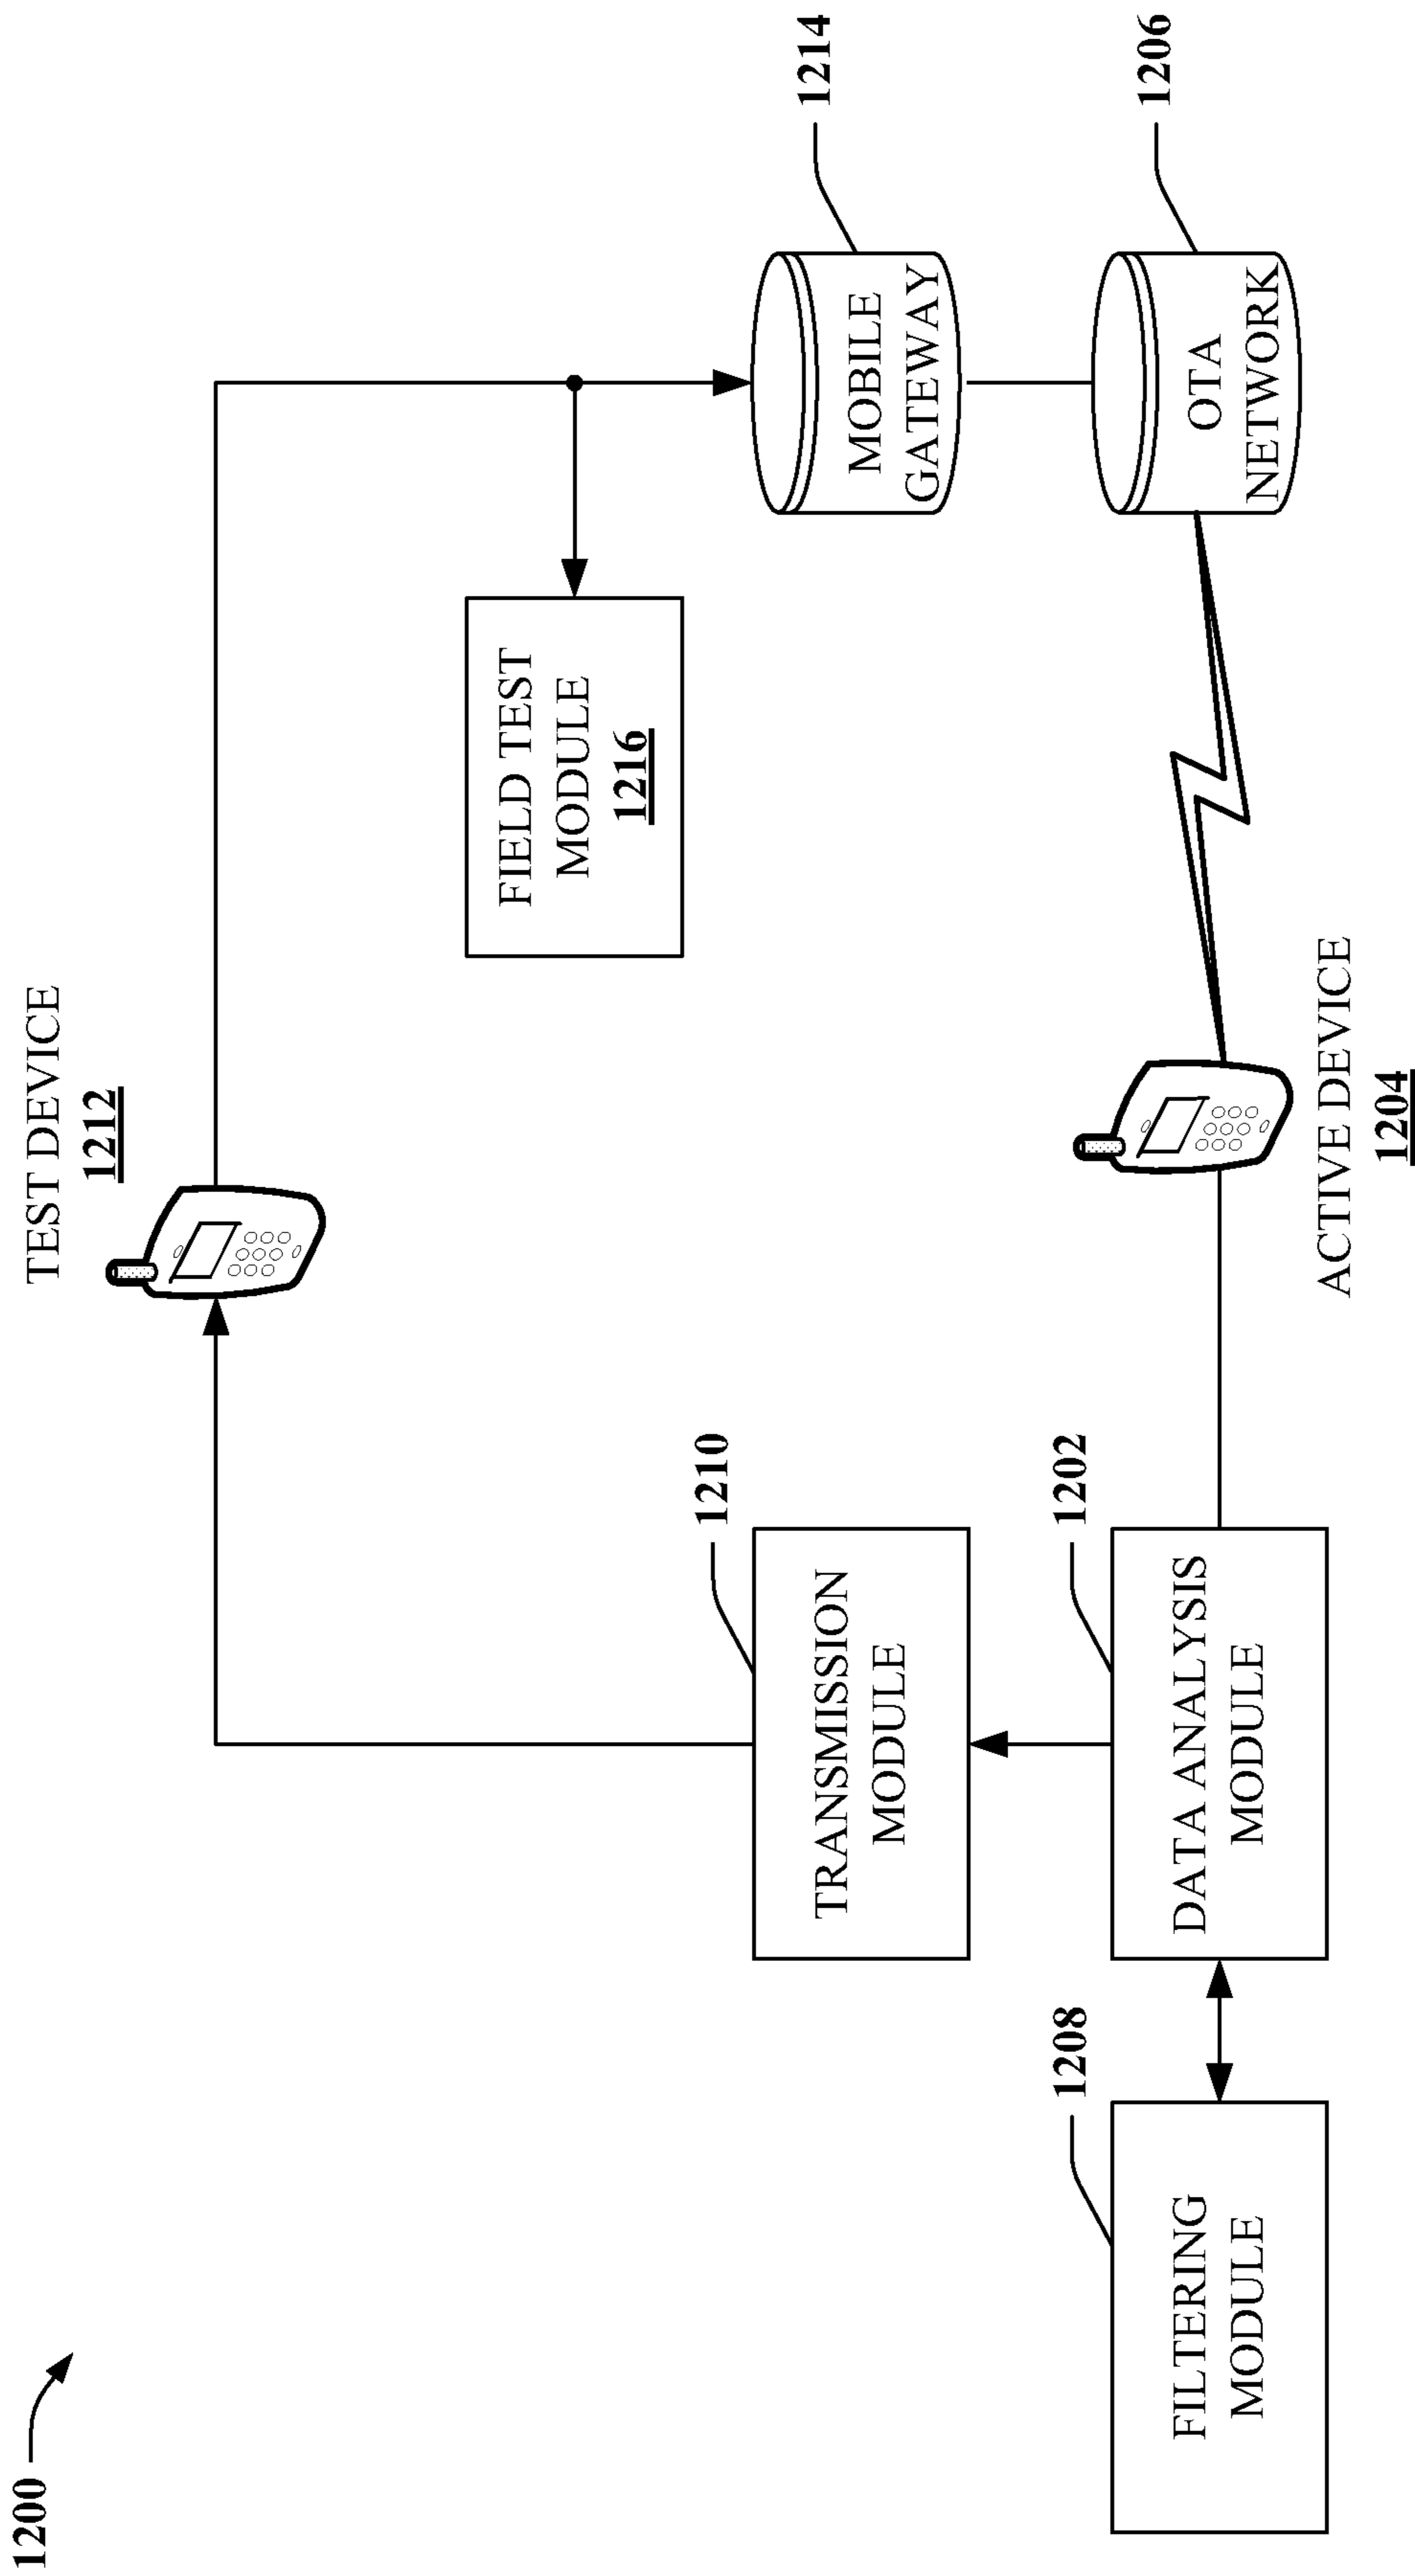 1200
TEST DEVICE
1212
FIELD TEST
MODULE
1216
1210
TRANSMISSION
MODULE
1214
MOBILE
GATEWAY
1208
FILTERING
MODULE
1202
DATA ANALYSIS
MODULE
1206
OTA
NETWORK
ACTIVE DEVICE
1204